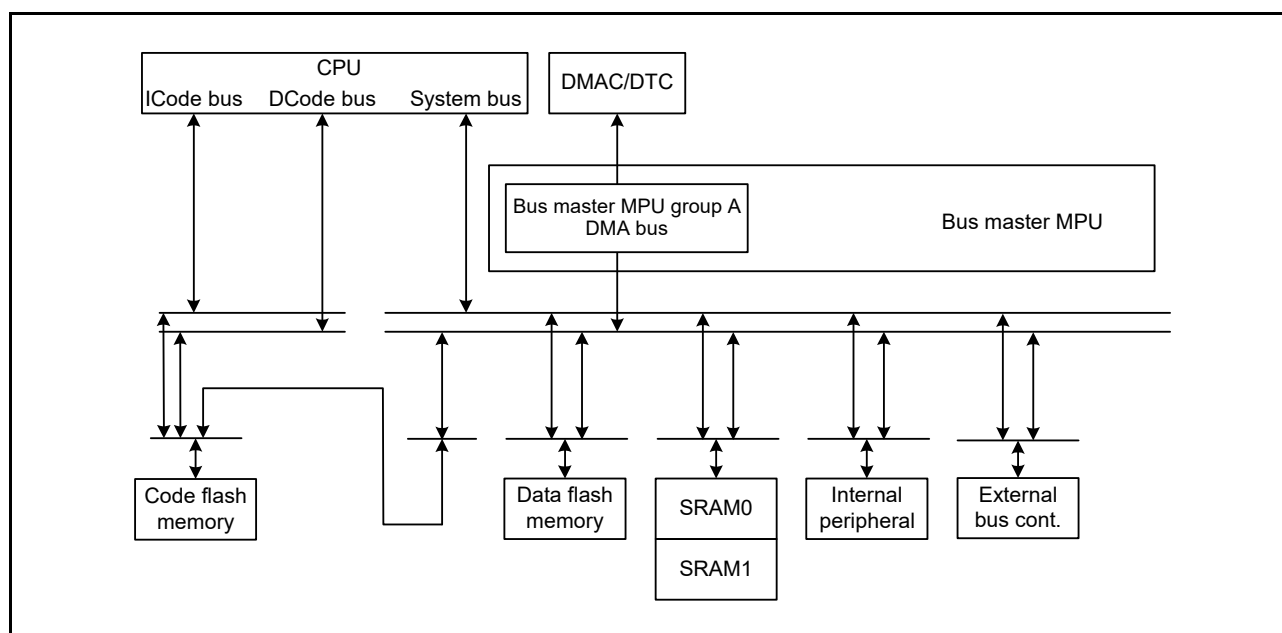 CPU
ICode bus DCode bus System bus
DMAC/DTC
Bus master MPU group A
DMA bus
Bus master MPU
Code flash
memory
Data flash
memory
SRAM0
SRAM1
Internal
peripheral
External
bus cont.